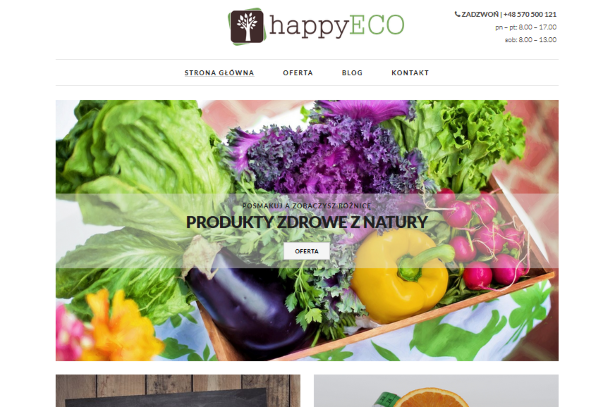 happyECO
ZADZWOŃ | +48 570 500 121
pn – pt: 8.00 – 17.00
sob: 8.00 – 13.00
STRONA GŁÓWNA OFERTA BLOG KONTAKT
POSMAKUJ A ZOBACZYSZ RÓŻNICĘ
PRODUKTY ZDROWE Z NATURY
OFERTA